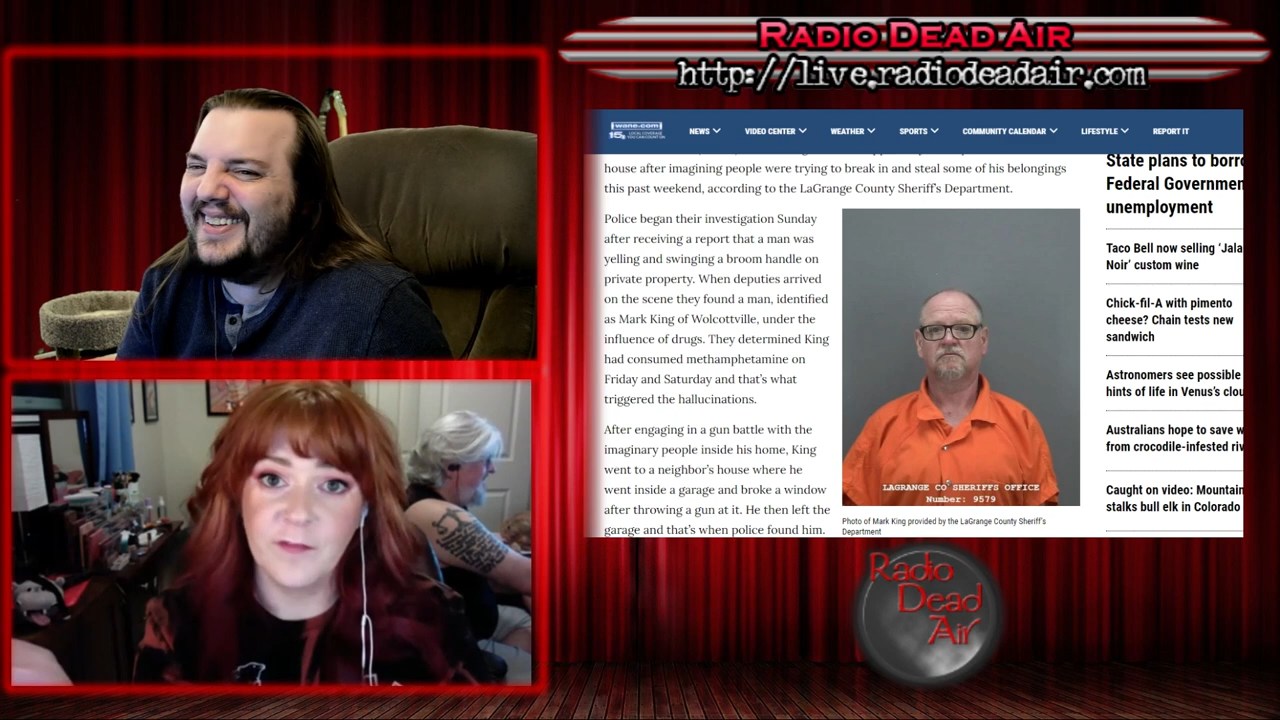 RADIO DEAD AIR
http://live.radiodeadair.com
wane.com
15
NEWS
VIDEO CENTER
WEATHER
SPORTS
COMMUNITY CALENDAR
LIFESTYLE
REPORT IT
house after imagining people were trying to break in and steal some of his belongings
this past weekend, according to the LaGrange County Sheriff's Department.
Police began their investigation Sunday
after receiving a report that a man was
yelling and swinging a broom handle on
private property. When deputies arrived
on the scene they found a man, identified
as Mark King of Wolcottville, under the
influence of drugs. They determined King
had consumed methamphetamine on
Friday and Saturday and that's what
triggered the hallucinations.
After engaging in a gun battle with the
imaginary people inside his home, King
went to a neighbor's house where he
went inside a garage and broke a window
after throwing a gun at it. He then left the
garage and that's when police found him.
LAGRANGE CO SHERIFFS OFFICE
Number: 9579
Photo of Mark King provided by the LaGrange County Sheriff's
Department
State plans to borro
Federal Governmen
unemployment
Taco Bell now selling 'Jala
Noir' custom wine
Chick-fil-A with pimento
cheese? Chain tests new
sandwich
Astronomers see possible
hints of life in Venus's clou
Australians hope to save w
from crocodile-infested riv
Caught on video: Mountain
stalks bull elk in Colorado
Radio
Dead
Air